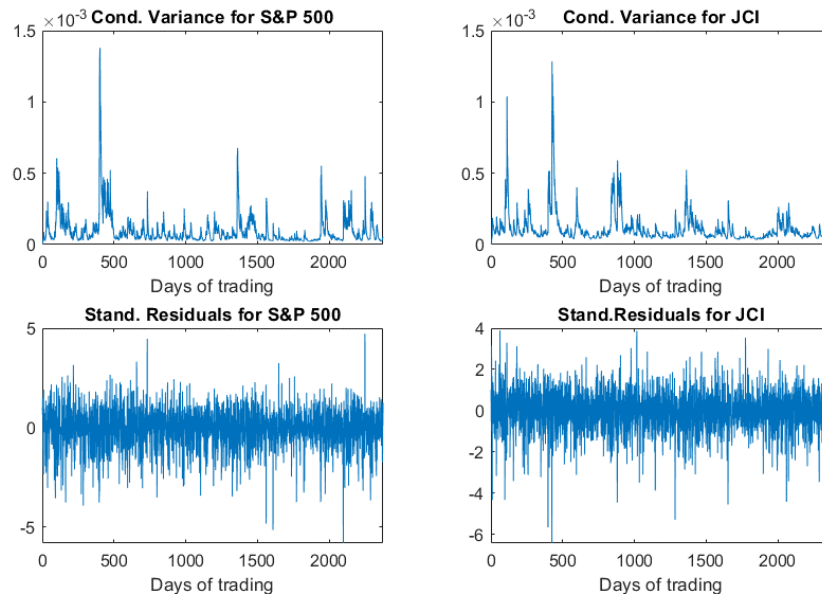 ×10⁻³ Cond. Variance for S&P 500
1.5
1
0.5
0
0 500 1000 1500 2000
Days of trading
×10⁻³ Cond. Variance for JCI
1.5
1
0.5
0
0 500 1000 1500 2000
Days of trading
Stand. Residuals for S&P 500
5
0
-5
0 500 1000 1500 2000
Days of trading
Stand.Residuals for JCI
4
2
0
-2
-4
-6
0 500 1000 1500 2000
Days of trading